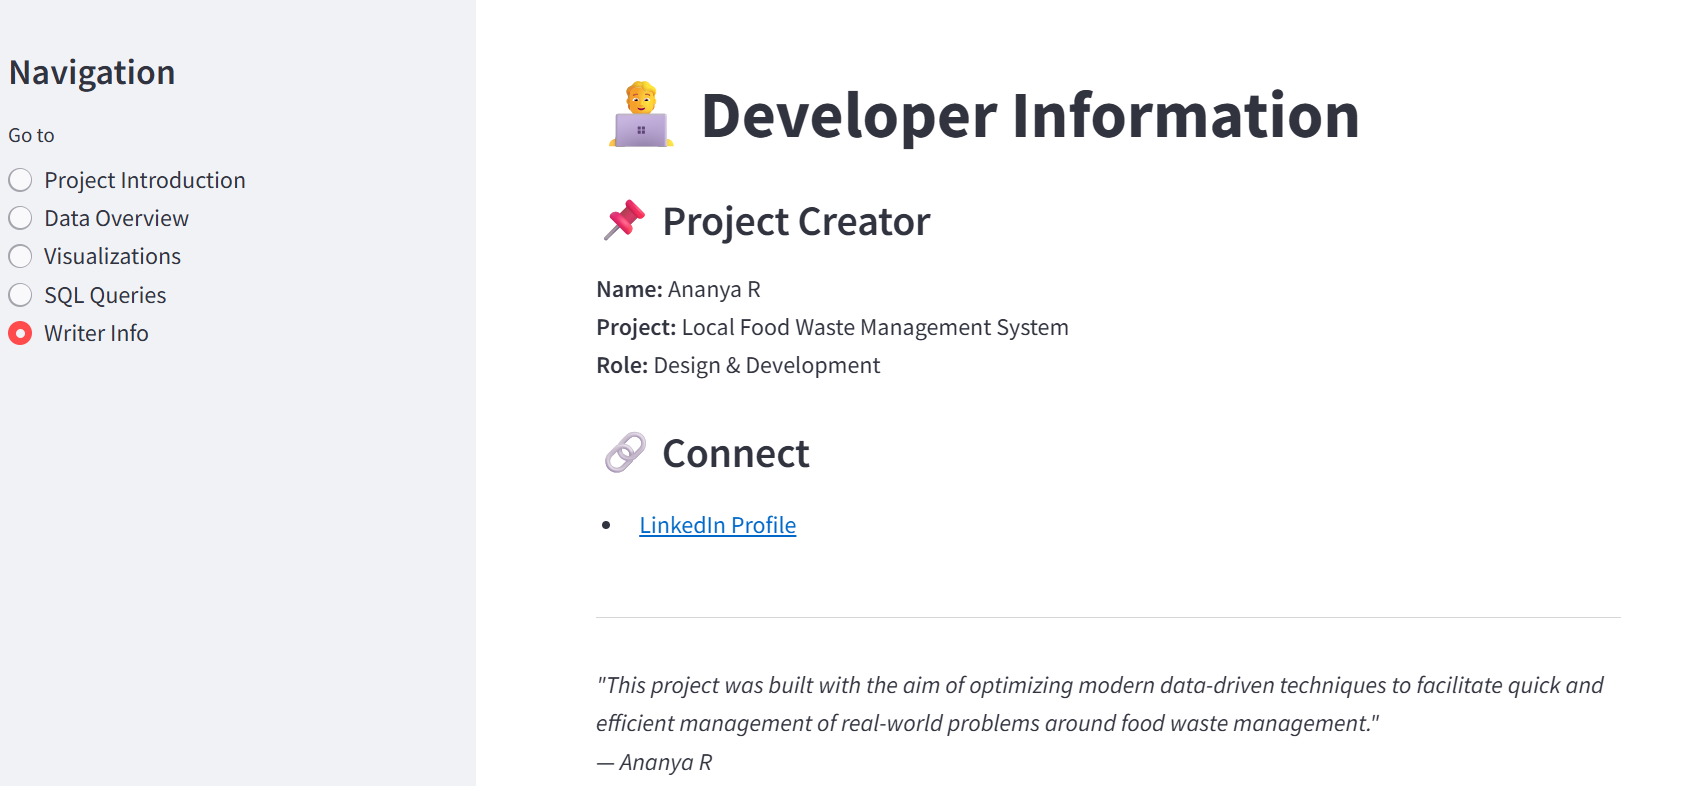 Navigation
Go to
Project Introduction
Data Overview
Visualizations
SQL Queries
Writer Info
Developer Information
Project Creator
Name: Ananya R
Project: Local Food Waste Management System
Role: Design & Development
Connect
LinkedIn Profile
"This project was built with the aim of optimizing modern data-driven techniques to facilitate quick and
efficient management of real-world problems around food waste management."
— Ananya R